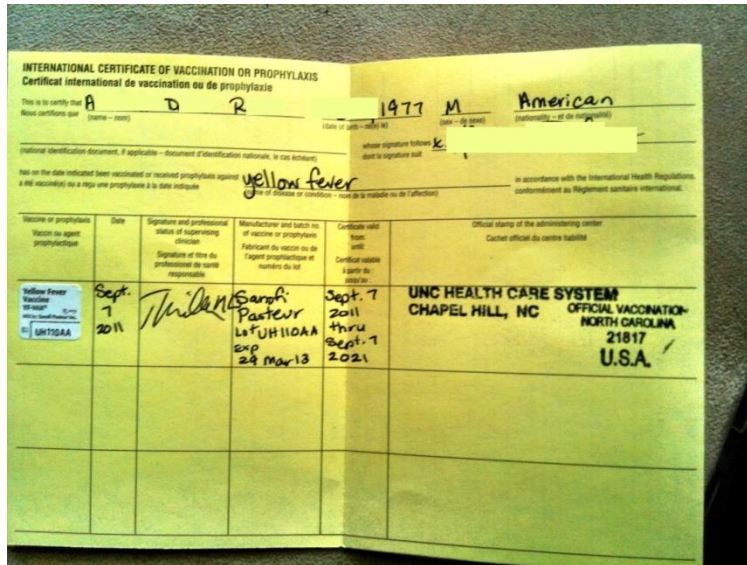 INTERNATIONAL CERTIFICATE OF VACCINATION OR PROPHYLAXIS
Certificat international de vaccination ou de prophylaxie
This is to certify that A D R 1977 M American
Nous certifions que (name – nom) (date of birth – né(e) le) (sex – de sexe) (nationality – et de nationalité)
whose signature follows
(national identification document, if applicable – document d'identification nationale, le cas échéant) dont la signature suit
has on the date indicated been vaccinated or received prophylaxis against yellow fever in accordance with the International Health Regulations.
a été vacciné(e) ou a reçu une prophylaxie à la date indiquée of disease or condition – nom de la maladie ou de l'affection) conformément au Règlement sanitaire international.
Vaccine or prophylaxis
Vaccin ou agent
prophylactique
Date
Signature and professional
status of supervising
clinician
Signature et titre du
professionnel de santé
responsable
Manufacturer and batch no.
of vaccine or prophylaxis
Fabricant du vaccin ou de
l'agent prophylactique et
numéro du lot
Certificate valid
from:
until:
Certificat valable
à partir du :
jusqu'au :
Official stamp of the administering center
Cachet officiel du centre habilité
Yellow Fever
Vaccine
YF-VAX
UH110AA
Sept.
7
2011
Sanofi
Pasteur
Lot UH110AA
Exp
29 Mar 13
Sept. 7
2011
thru
Sept. 7
2021
UNC HEALTH CARE SYSTEM
CHAPEL HILL, NC
OFFICIAL VACCINATION
NORTH CAROLINA
21817
U.S.A.